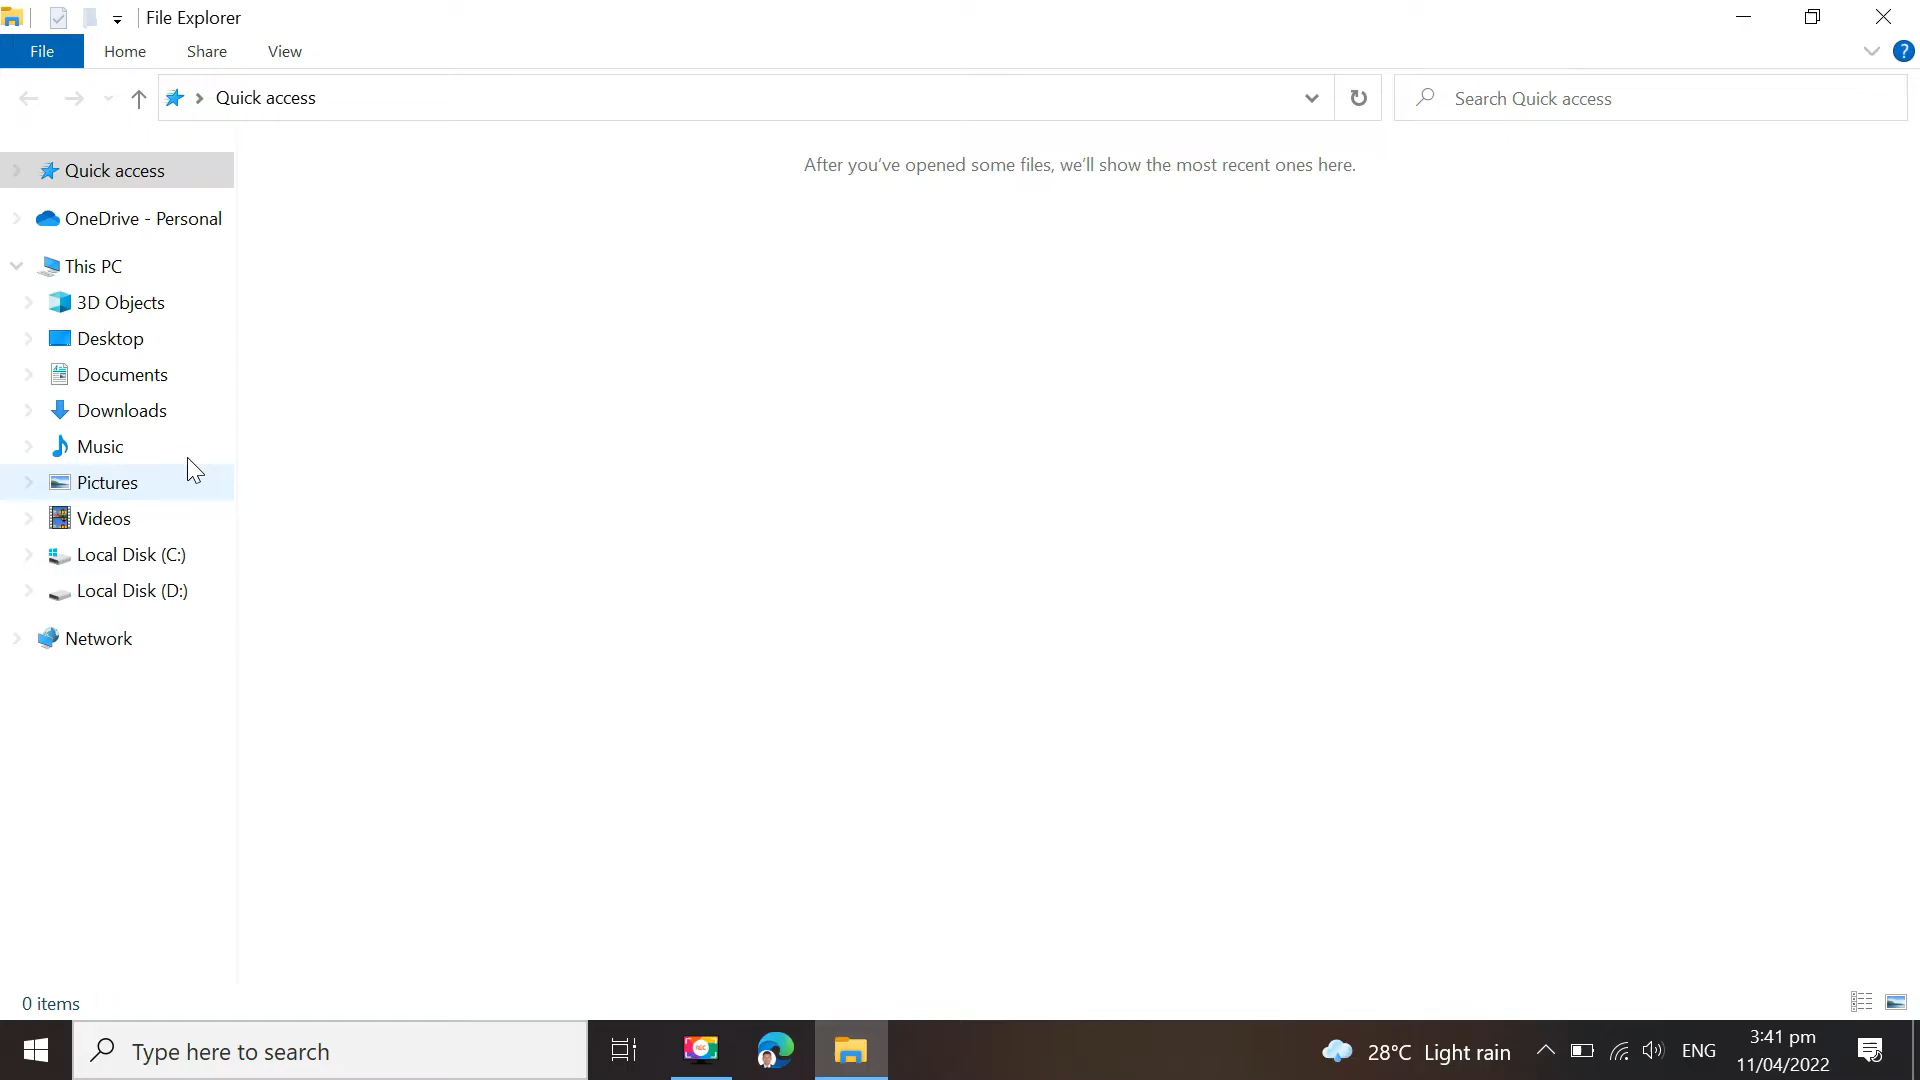 File Explorer
File Home Share View
?
Quick access
Search Quick access
After you've opened some files, we'll show the most recent ones here.
Quick access
OneDrive - Personal
This PC
3D Objects
Desktop
Documents
Downloads
Music
Pictures
Videos
Local Disk (C:)
Local Disk (D:)
Network
0 items
Type here to search
REC
28°C Light rain
ENG
3:41 pm
11/04/2022